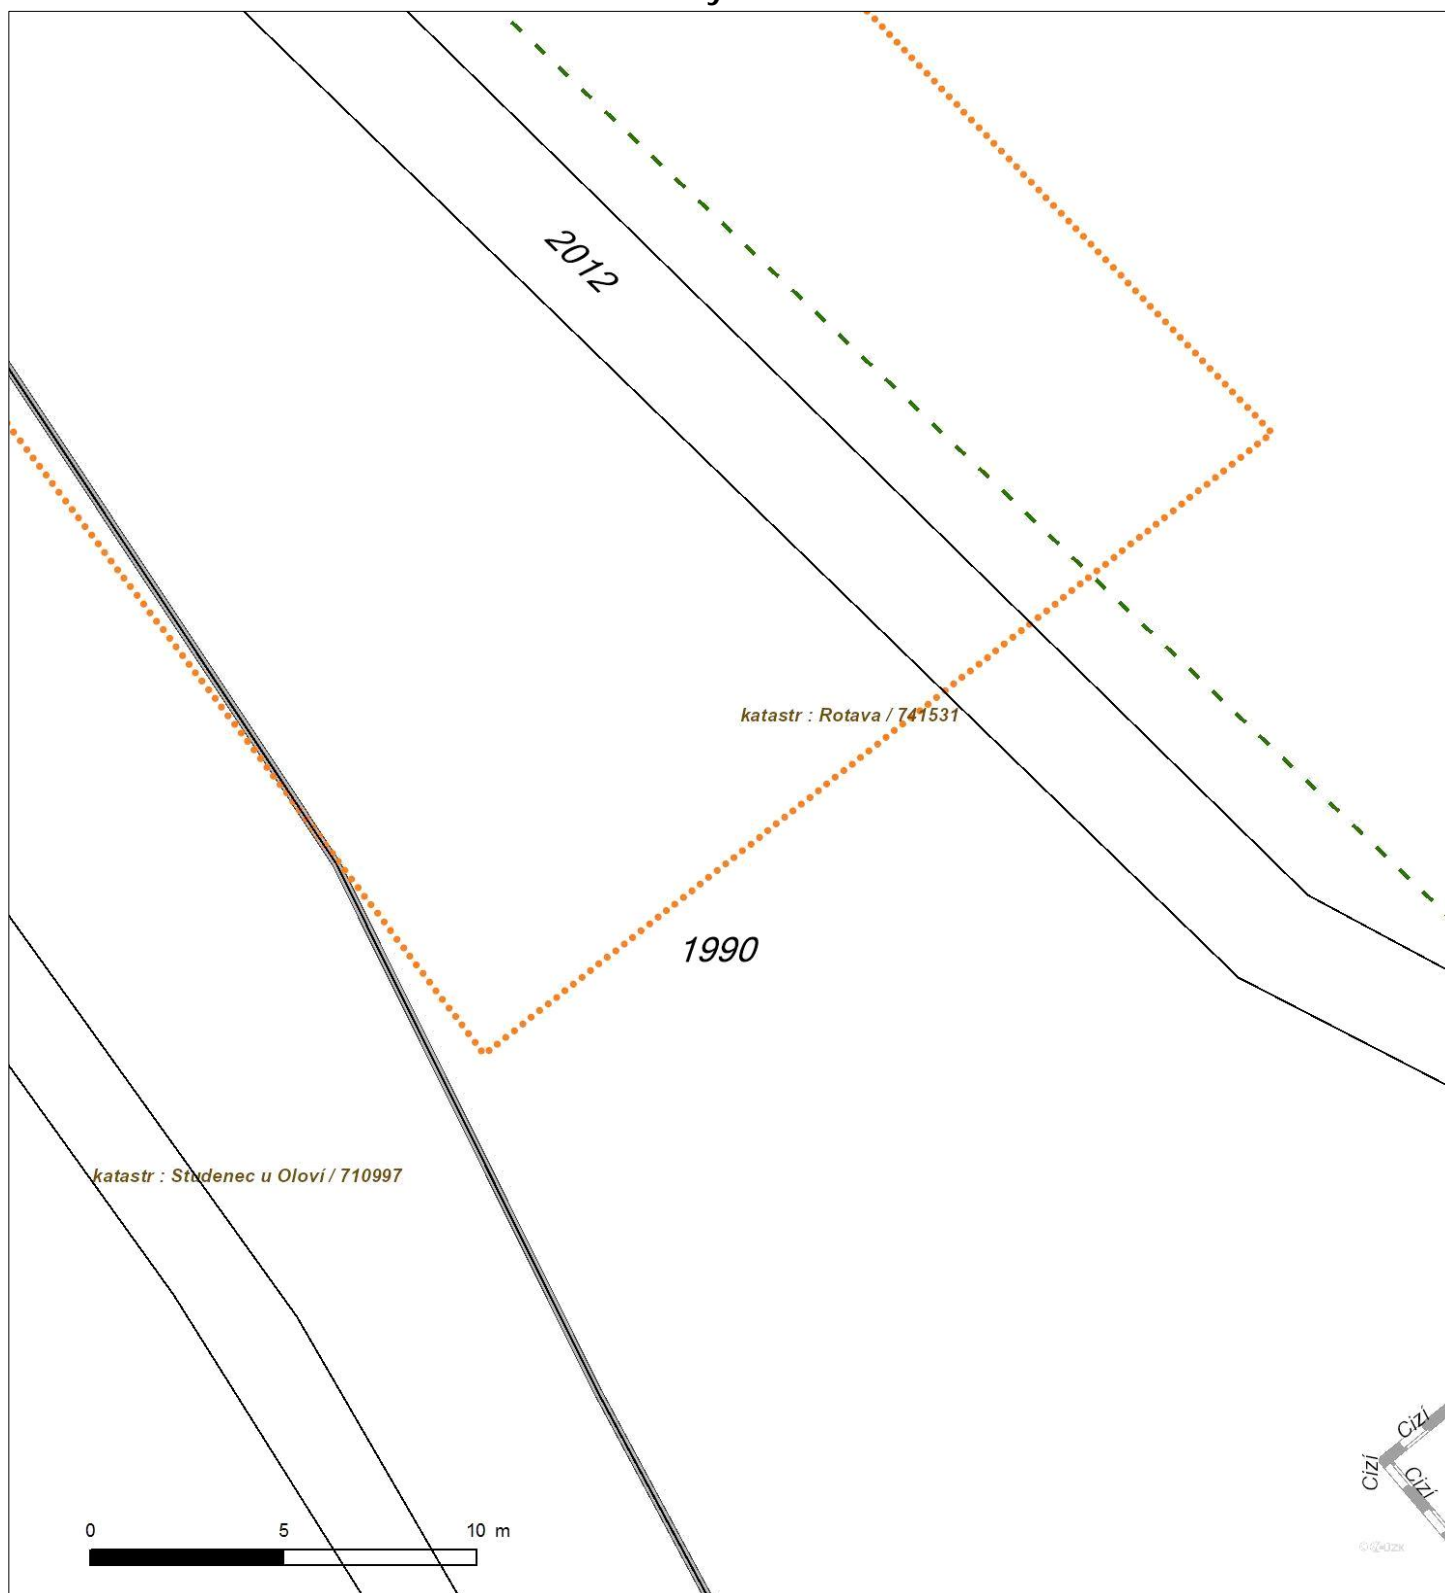 2012
katastr : Rotava / 741531
1990
katastr : Studenec u Oloví / 710997
Cizí
Cizí
Cizí
0 5 10 m